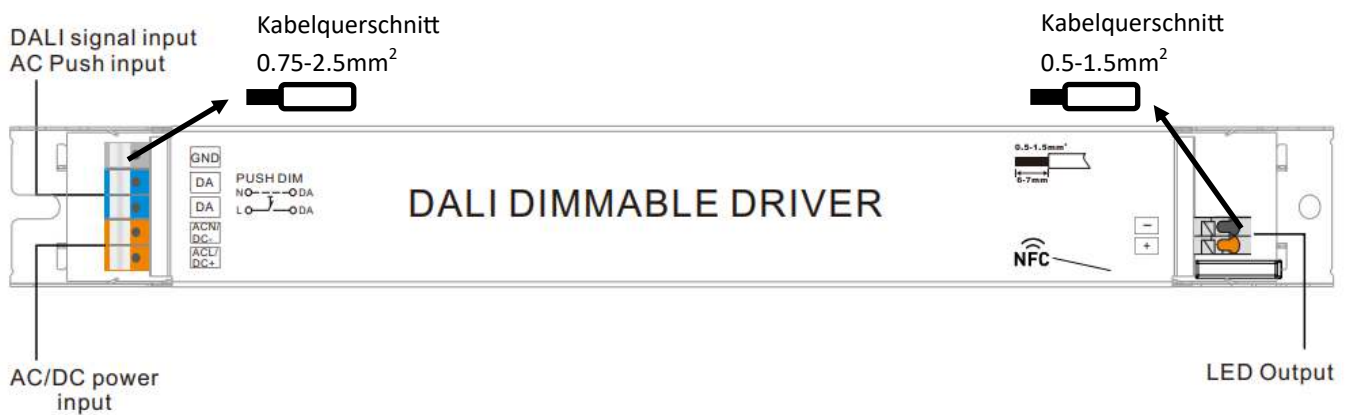 DALI signal input
AC Push input
Kabelquerschnitt
0.75-2.5mm²
Kabelquerschnitt
0.5-1.5mm²
GND
DA
DA
ACN/
DC-
ACL/
DC+
PUSH DIM
N DA
L DA
DALI DIMMABLE DRIVER
0.5-1.5mm²
6-7mm
NFC
−
+
AC/DC power
input
LED Output